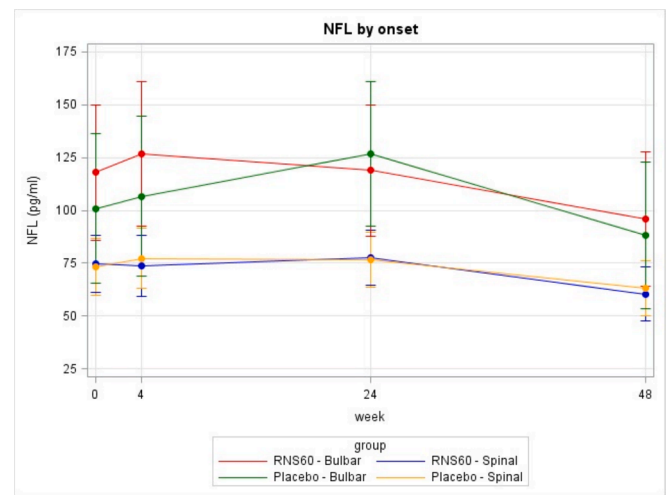 NFL by onset
175
150
125
100
75
50
25
NFL (pg/ml)
0 4 24 48
week
group
RNS60 - Bulbar RNS60 - Spinal
Placebo - Bulbar Placebo - Spinal